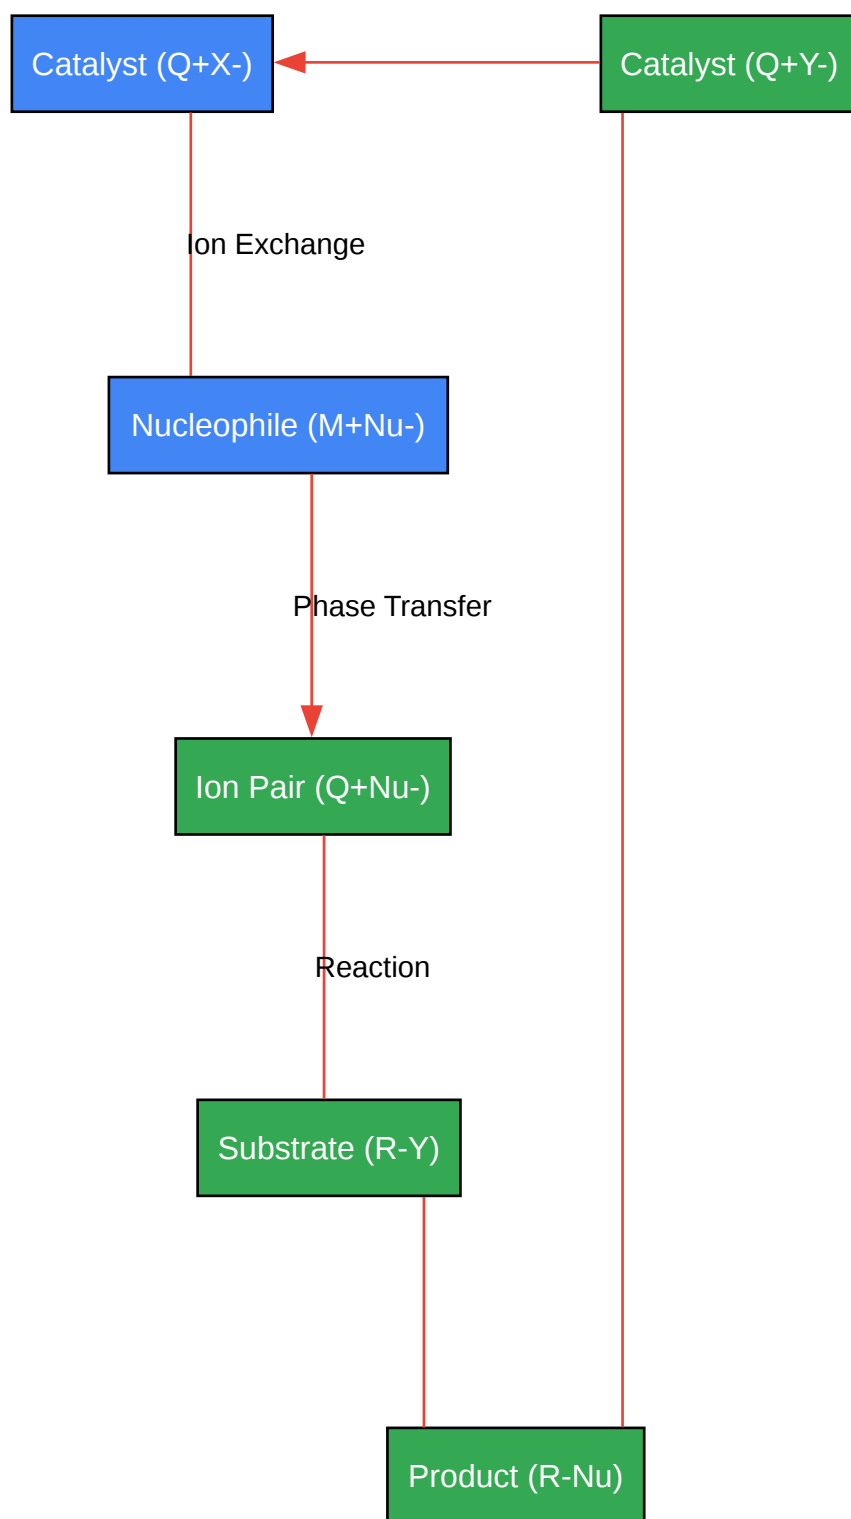 Catalyst (Q+X-)
Catalyst (Q+Y-)
Ion Exchange
Nucleophile (M+Nu-)
Phase Transfer
Ion Pair (Q+Nu-)
Reaction
Substrate (R-Y)
Product (R-Nu)